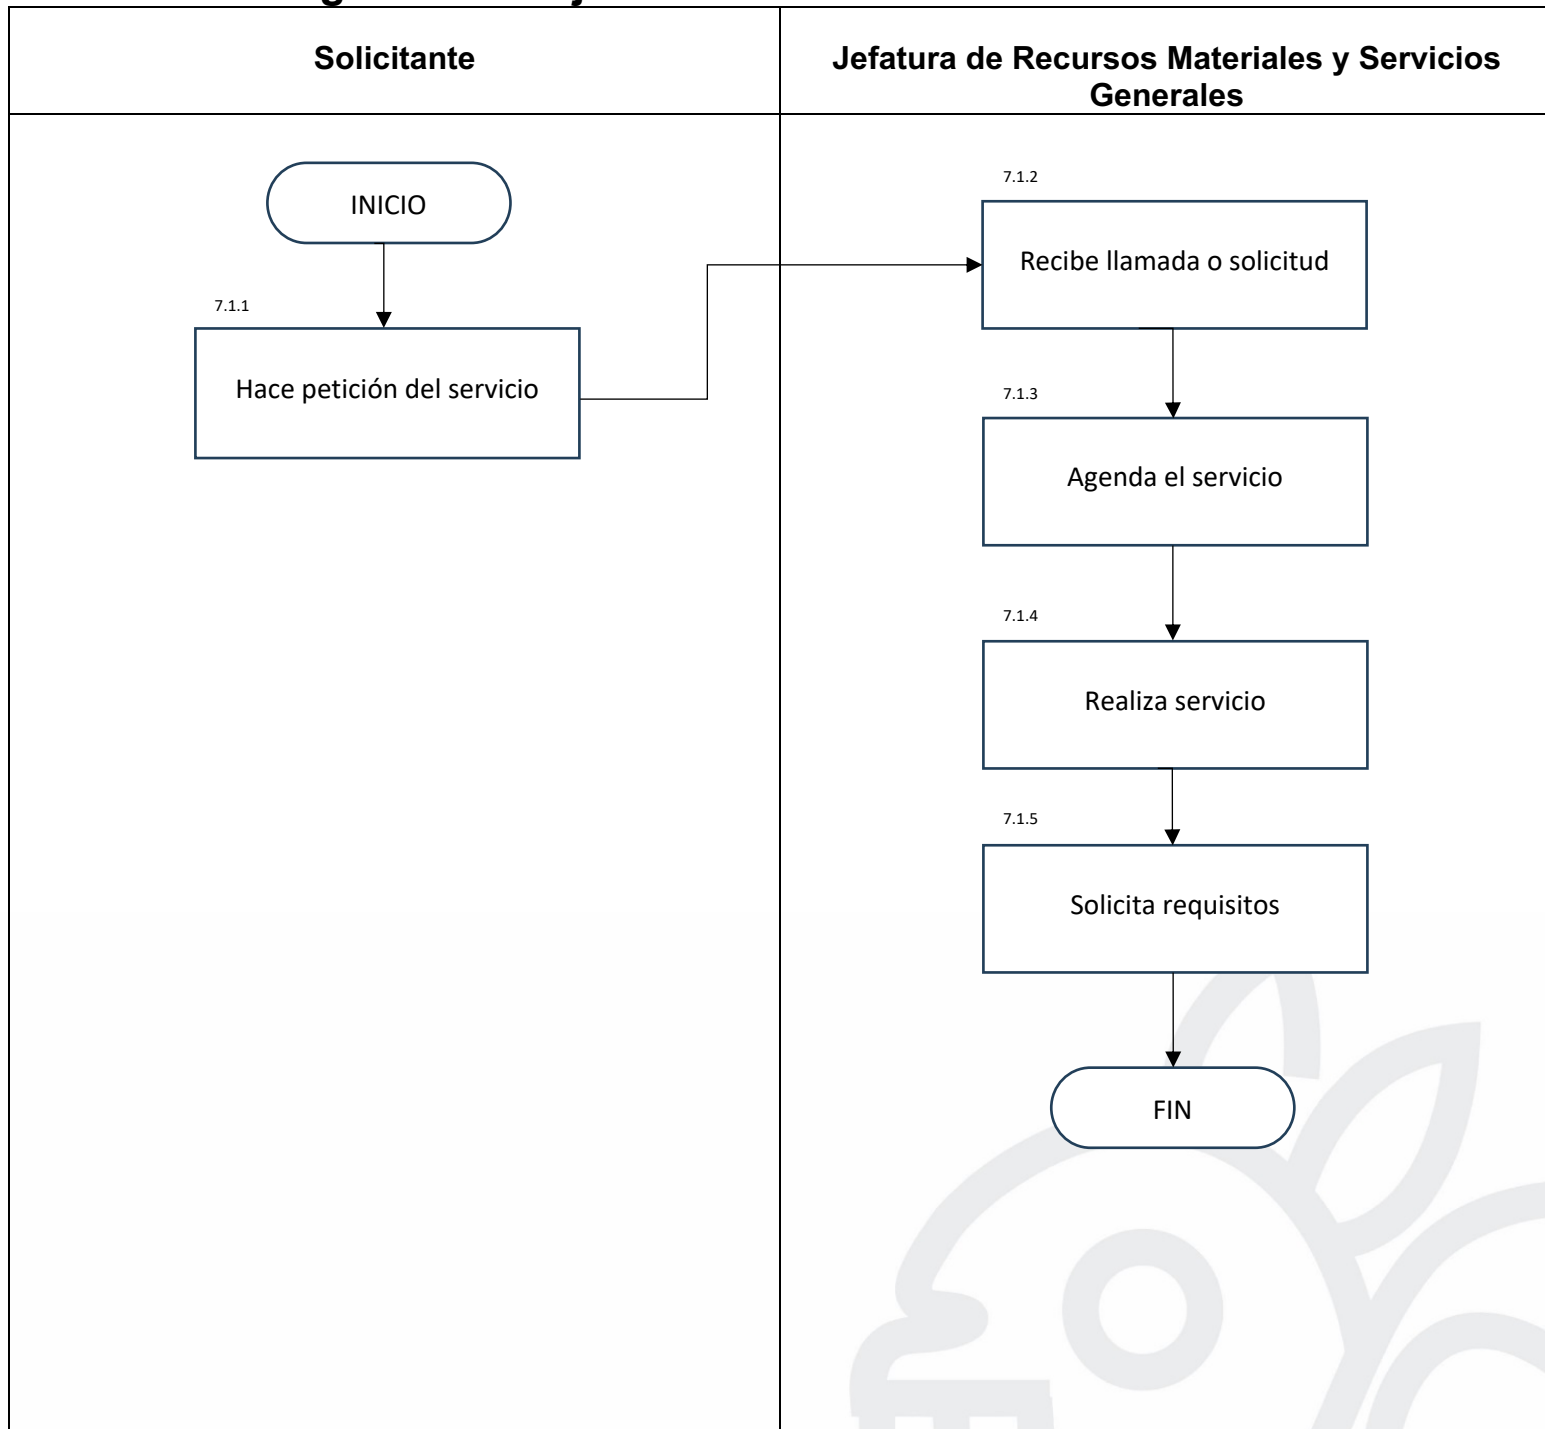 Solicitante
Jefatura de Recursos Materiales y Servicios
Generales
INICIO
7.1.1
Hace petición del servicio
7.1.2
Recibe llamada o solicitud
7.1.3
Agenda el servicio
7.1.4
Realiza servicio
7.1.5
Solicita requisitos
FIN